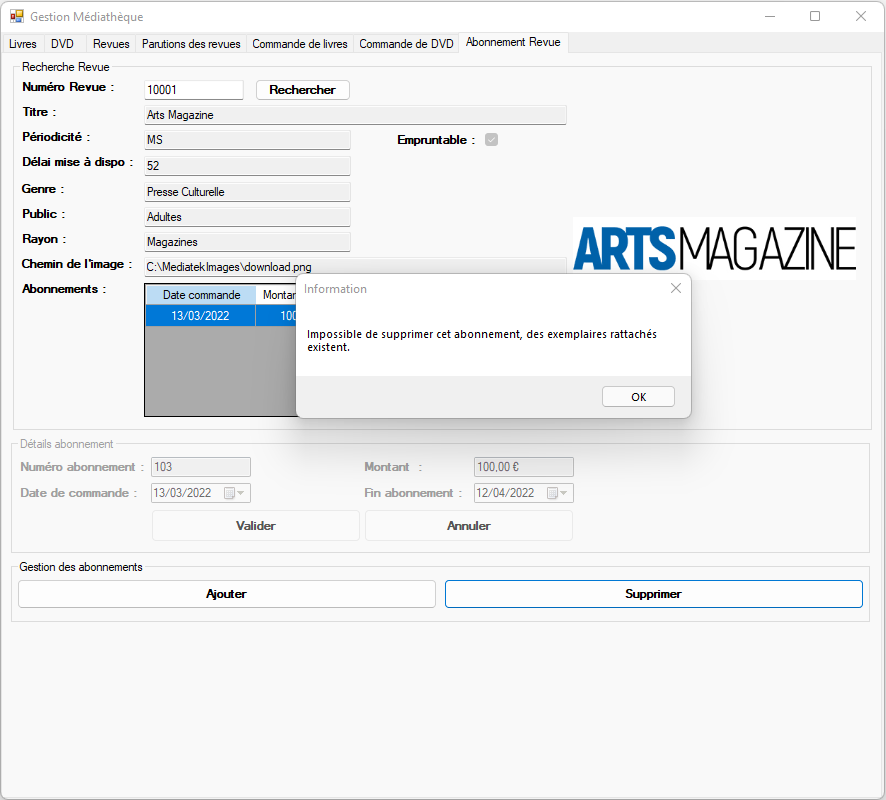 Gestion Médiathèque
Livres DVD Revues Parutions des revues Commande de livres Commande de DVD Abonnement Revue
Recherche Revue
Numéro Revue : 10001 Rechercher
Titre : Arts Magazine
Périodicité : MS Empruntable :
Délai mise à dispo : 52
Genre : Presse Culturelle
Public : Adultes
Rayon : Magazines
ARTSMAGAZINE
Chemin de l'image : C:\MediatekImages\download.png
Abonnements : Date commande Montan
13/03/2022 100
Information
Impossible de supprimer cet abonnement, des exemplaires rattachés
existent.
OK
Détails abonnement
Numéro abonnement : 103 Montant : 100,00 €
Date de commande : 13/03/2022 Fin abonnement : 12/04/2022
Valider Annuler
Gestion des abonnements
Ajouter Supprimer